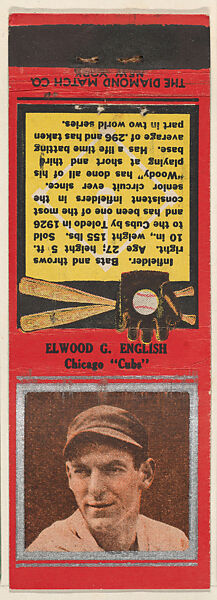 THE DIAMOND MATCH CO.
NEW YORK
Infielder. Bats and throws
right. Age 27; height 5 ft.
10 in., weight 155 lbs. Sold
to the Cubs by Toledo in 1926
and has been one of the most
consistent infielders in the
senior circuit ever since.
"Woody" has done all of his
playing at short and third
base. Has a life time batting
average of .296 and has taken
part in two world series.
ELWOOD G. ENGLISH
Chicago "Cubs"